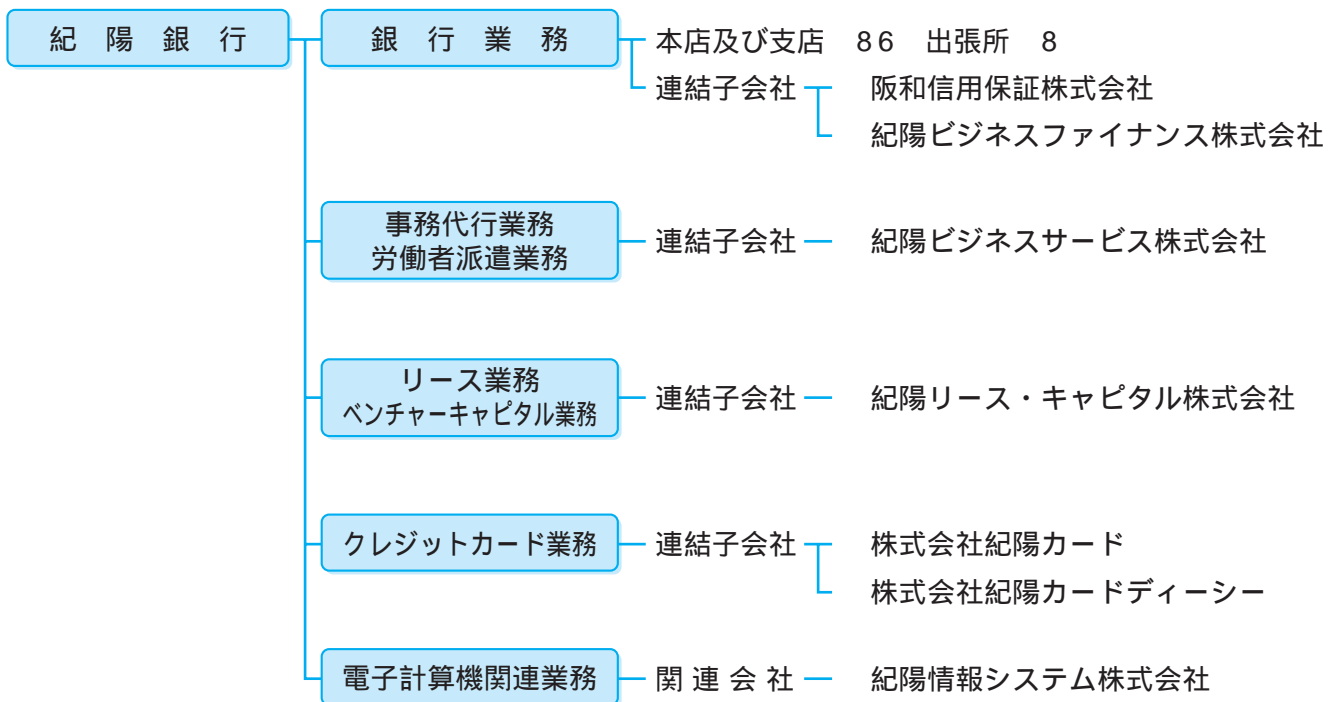 紀陽銀行 銀行業務 本店及び支店 86 出張所 8
連結子会社 阪和信用保証株式会社
紀陽ビジネスファイナンス株式会社
事務代行業務
労働者派遣業務 連結子会社 紀陽ビジネスサービス株式会社
リース業務
ベンチャーキャピタル業務 連結子会社 紀陽リース・キャピタル株式会社
クレジットカード業務 連結子会社 株式会社紀陽カード
株式会社紀陽カードディーシー
電子計算機関連業務 関連会社 紀陽情報システム株式会社